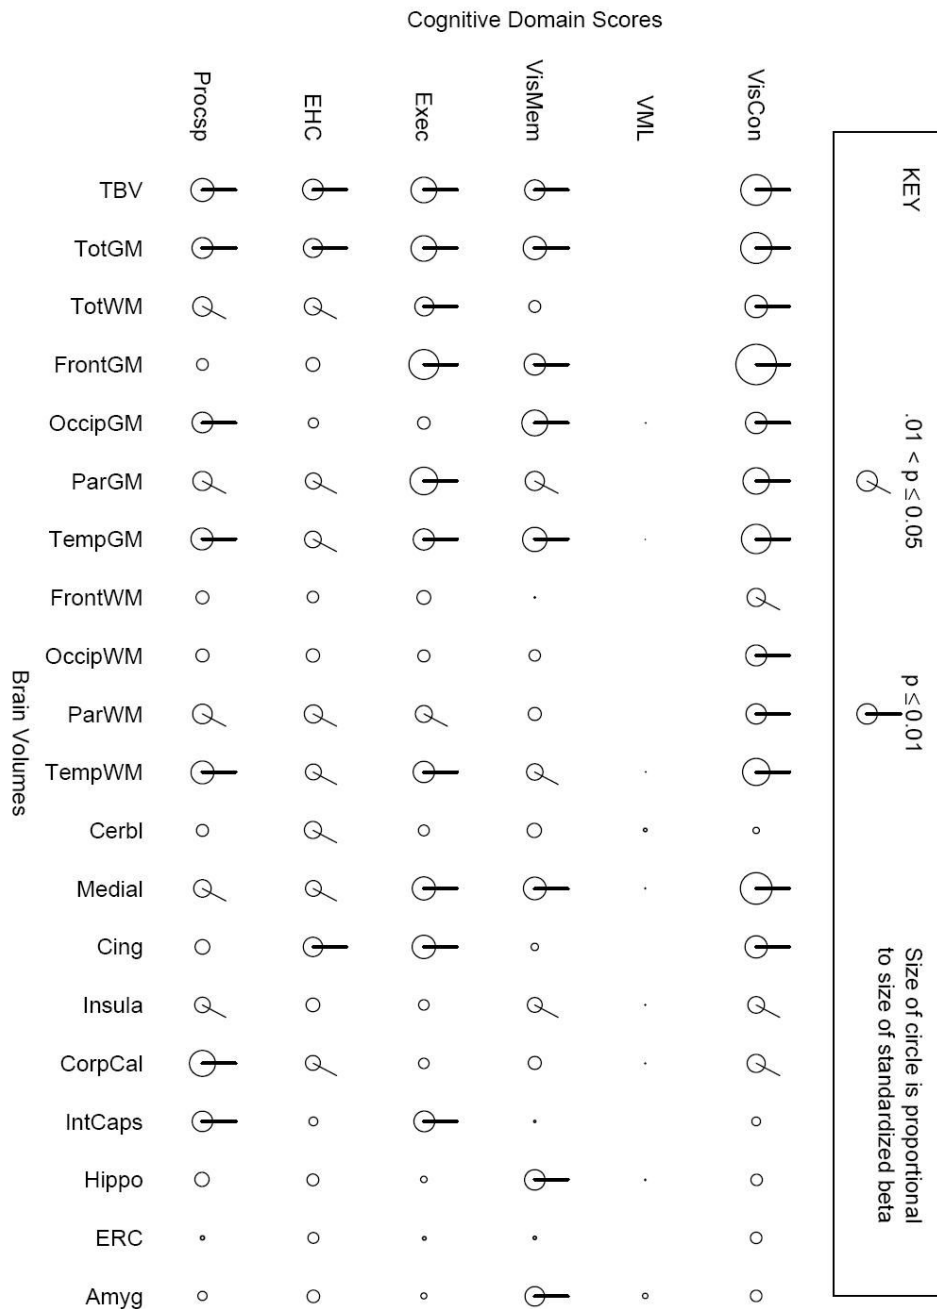 Cognitive Domain Scores
Procsp
EHC
Exec
VisMem
VML
VisCon
KEY
.01 < p ≤ 0.05
p ≤ 0.01
Size of circle is proportional
to size of standardized beta
TBV
TotGM
TotWM
FrontGM
OccipGM
ParGM
TempGM
FrontWM
OccipWM
ParWM
TempWM
Cerbl
Medial
Cing
Insula
CorpCal
IntCaps
Hippo
ERC
Amyg
Brain Volumes